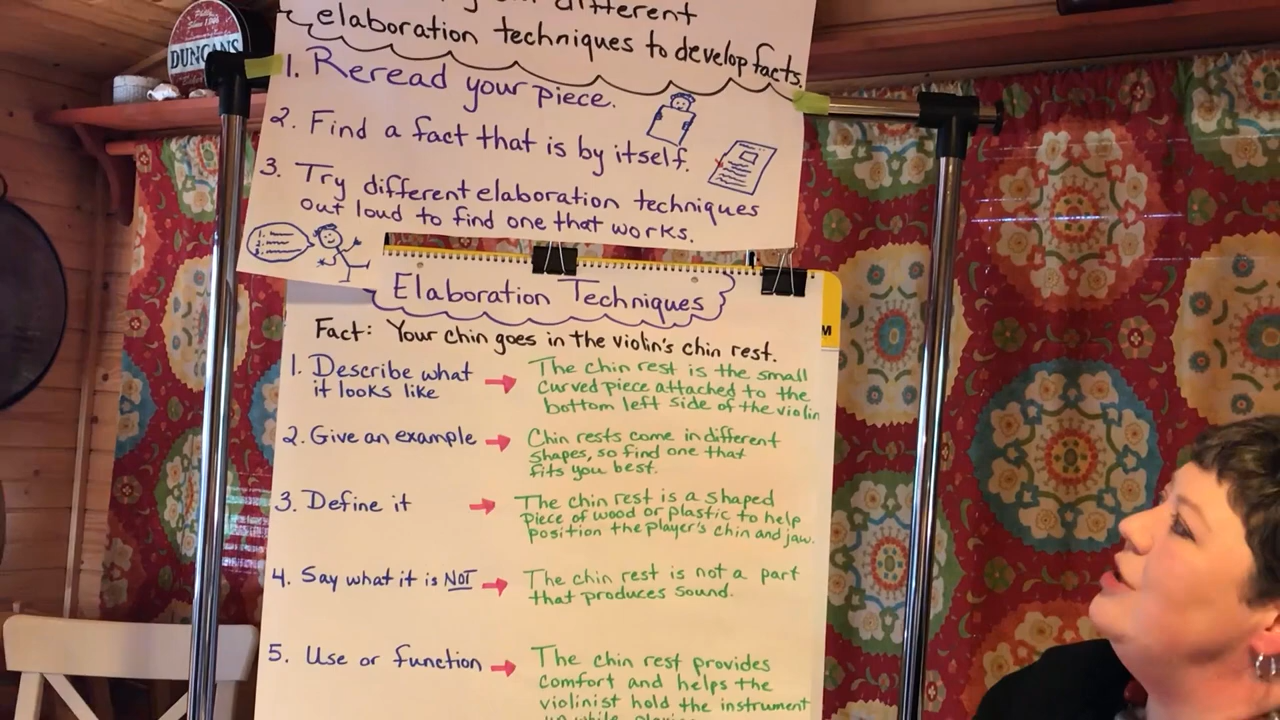 different
elaboration techniques to develop facts.
1. Reread your piece.
2. Find a fact that is by itself.
3. Try different elaboration techniques
out loud to find one that works.
DUNCANS
Elaboration Techniques
Fact: Your chin goes in the violin's chin rest.
1. Describe what
it looks like
The chin rest is the small
curved piece attached to the
bottom left side of the violin
2. Give an example
Chin rests come in different
shapes, so find one that
fits you best.
3. Define it
The chin rest is a shaped
piece of wood or plastic to help
position the player's chin and jaw.
4. Say what it is NOT
The chin rest is not a part
that produces sound.
5. Use or function
The chin rest provides
comfort and helps the
violinist hold the instrument
up while playing